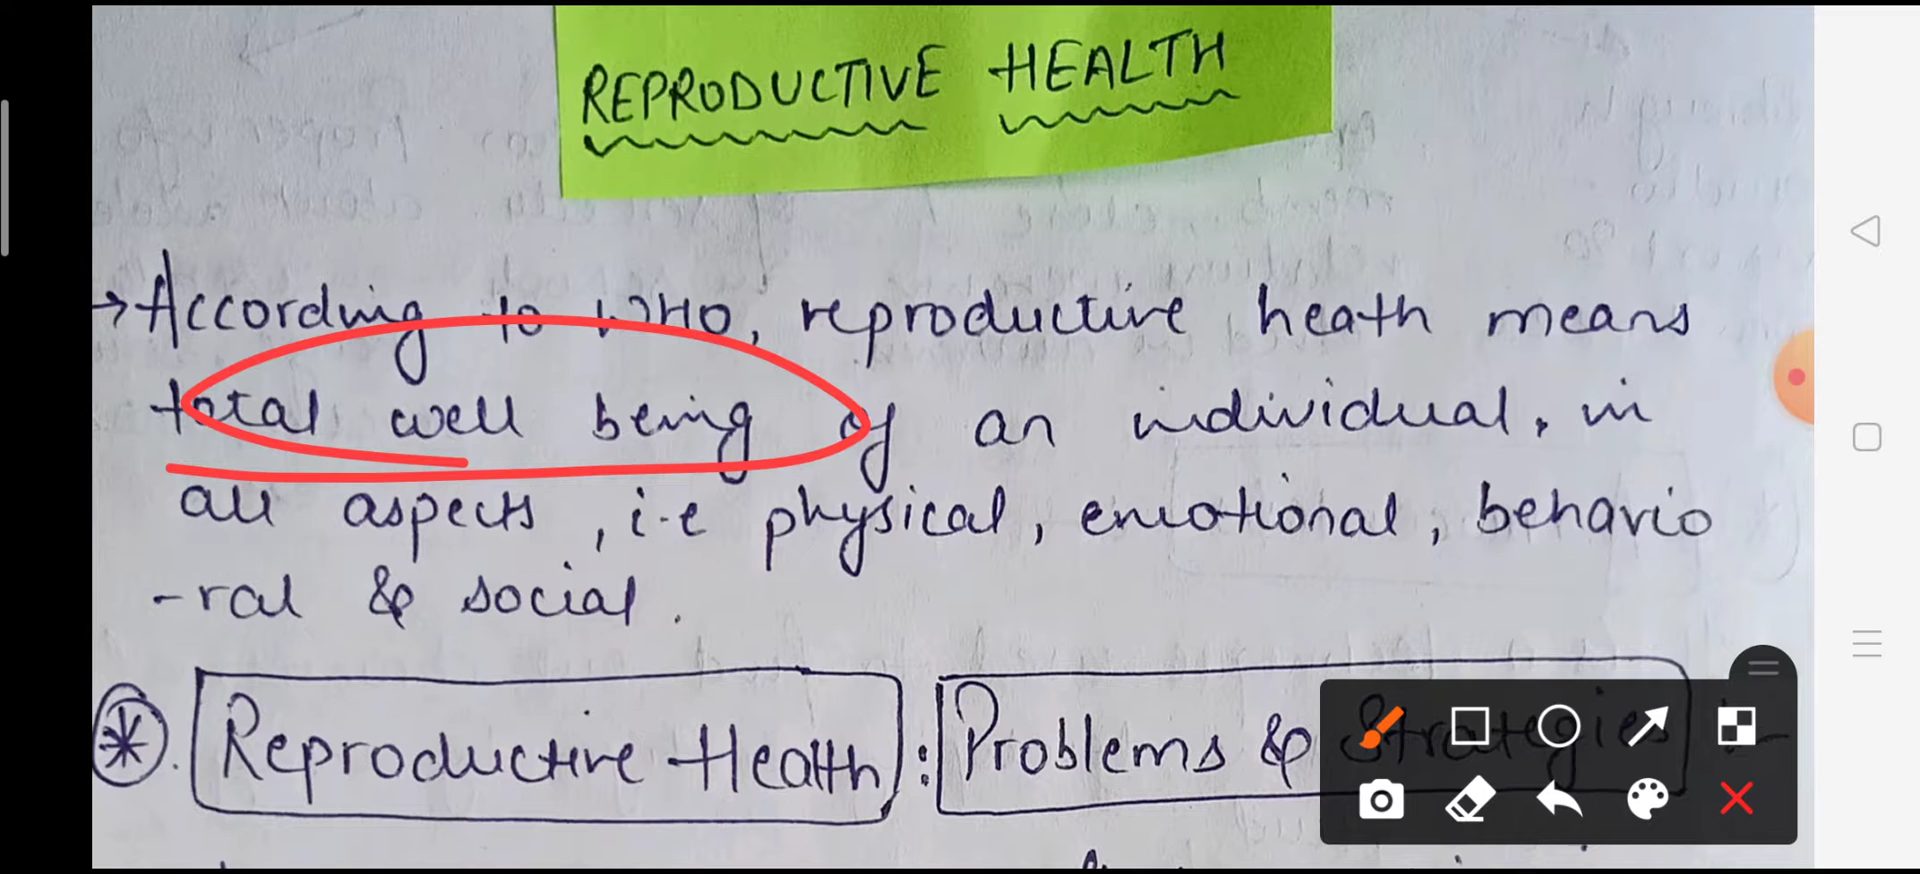 REPRODUCTIVE HEALTH
→ According to WHO, reproductive heath means
total well being of an individual, in
all aspects, i.e physical, emotional, behavio
-ral & social.
* Reproductive Health : Problems & Strategies